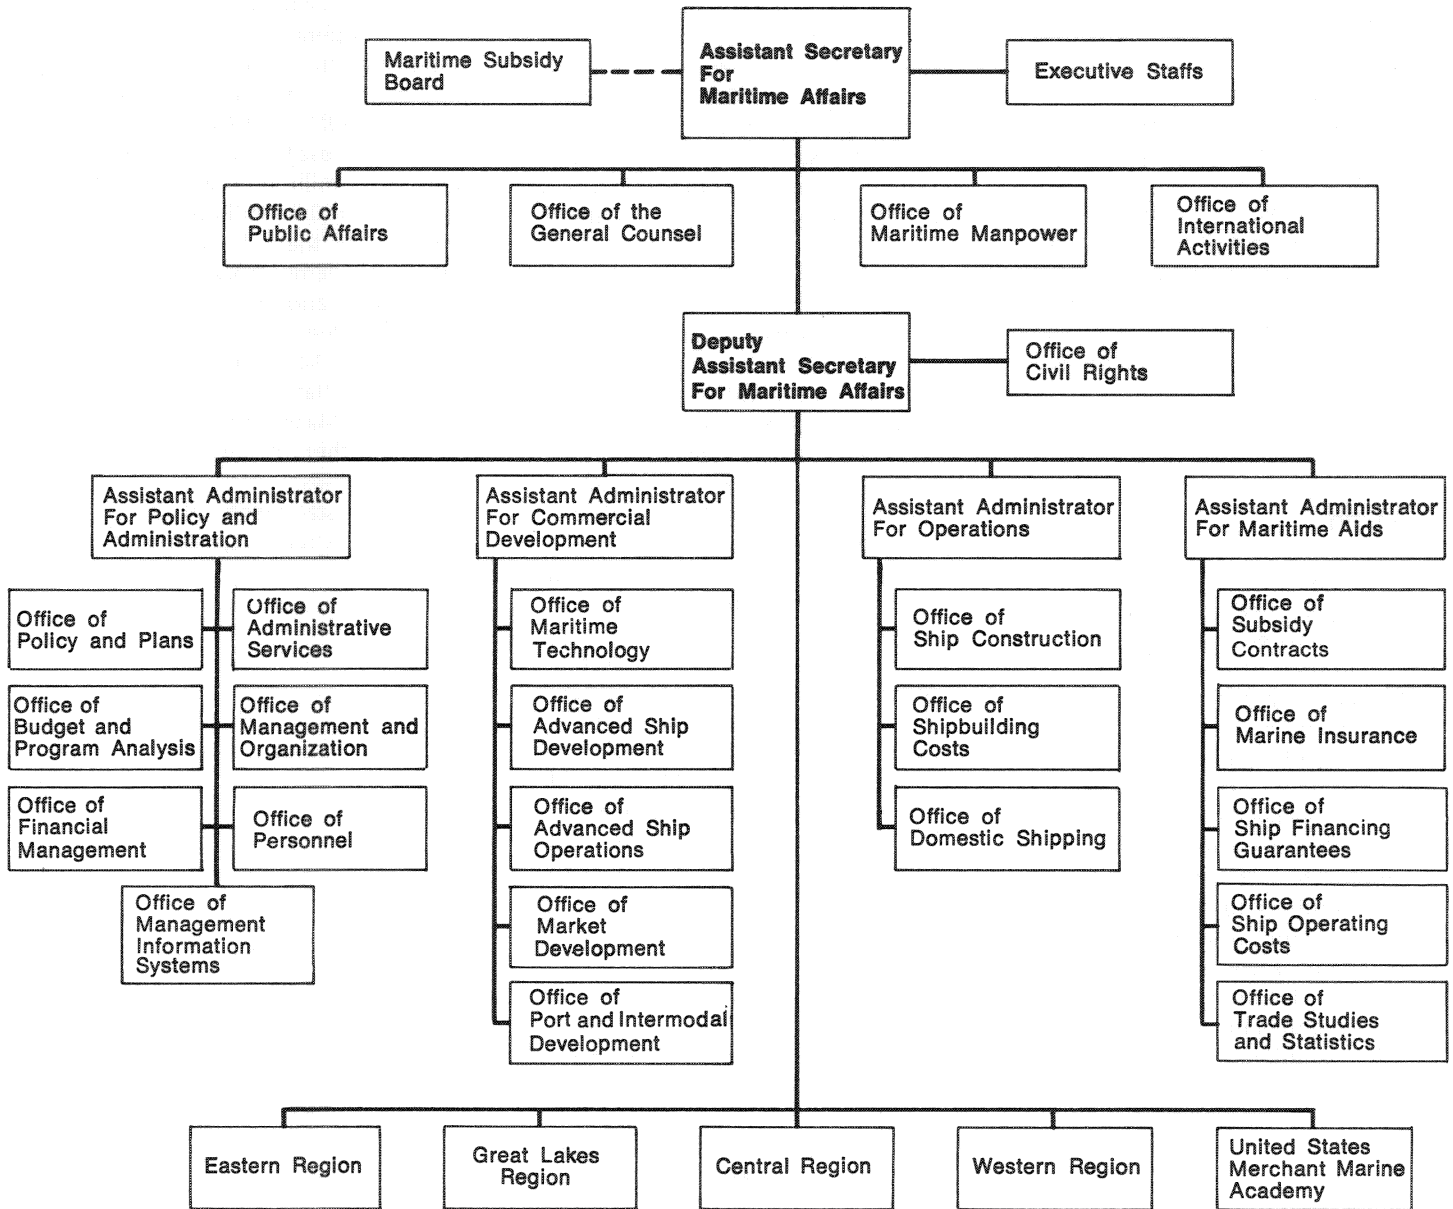 Maritime Subsidy
Board
Assistant Secretary
For
Maritime Affairs
Executive Staffs
Office of
Public Affairs
Office of the
General Counsel
Office of
Maritime Manpower
Office of
International
Activities
Deputy
Assistant Secretary
For Maritime Affairs
Office of
Civil Rights
Assistant Administrator
For Policy and
Administration
Assistant Administrator
For Commercial
Development
Assistant Administrator
For Operations
Assistant Administrator
For Maritime Aids
Office of
Policy and Plans
Office of
Administrative
Services
Office of
Budget and
Program Analysis
Office of
Management and
Organization
Office of
Financial
Management
Office of
Personnel
Office of
Management
Information
Systems
Office of
Maritime
Technology
Office of
Advanced Ship
Development
Office of
Advanced Ship
Operations
Office of
Market
Development
Office of
Port and Intermodal
Development
Office of
Ship Construction
Office of
Shipbuilding
Costs
Office of
Domestic Shipping
Office of
Subsidy
Contracts
Office of
Marine Insurance
Office of
Ship Financing
Guarantees
Office of
Ship Operating
Costs
Office of
Trade Studies
and Statistics
Eastern Region
Great Lakes
Region
Central Region
Western Region
United States
Merchant Marine
Academy